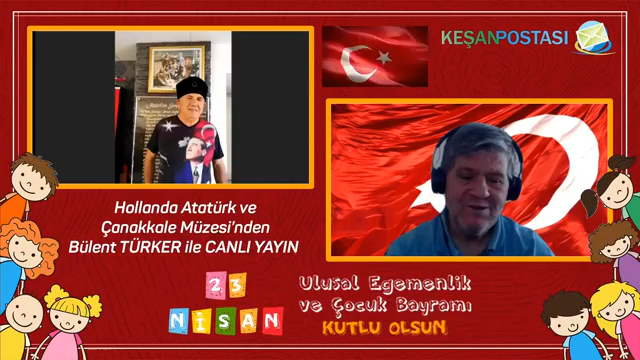 KEŞANPOSTASI
Hollanda Atatürk ve
Çanakkale Müzesi'nden
Bülent TÜRKER ile CANLI YAYIN
23
NİSAN
Ulusal Egemenlik
ve Çocuk Bayramı
KUTLU OLSUN